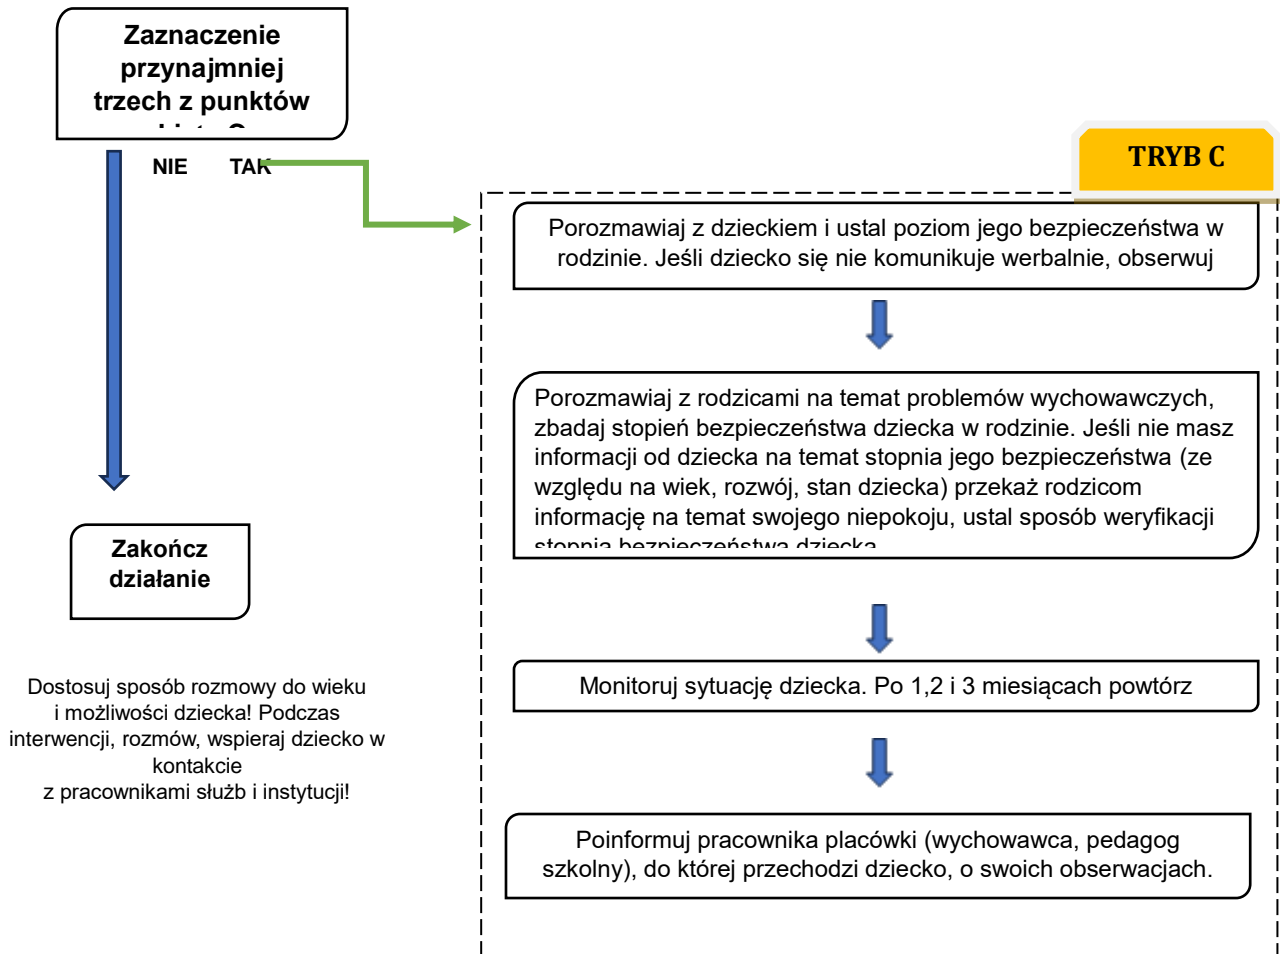 Zaznaczenie
przynajmniej
trzech z punktów
NIE TAK
TRYB C
Porozmawiaj z dzieckiem i ustal poziom jego bezpieczeństwa w
rodzinie. Jeśli dziecko się nie komunikuje werbalnie, obserwuj
Porozmawiaj z rodzicami na temat problemów wychowawczych,
zbadaj stopień bezpieczeństwa dziecka w rodzinie. Jeśli nie masz
informacji od dziecka na temat stopnia jego bezpieczeństwa (ze
względu na wiek, rozwój, stan dziecka) przekaż rodzicom
informację na temat swojego niepokoju, ustal sposób weryfikacji
stopnia bezpieczeństwa dziecka
Zakończ
działanie
Monitoruj sytuację dziecka. Po 1,2 i 3 miesiącach powtórz
Dostosuj sposób rozmowy do wieku
i możliwości dziecka! Podczas
interwencji, rozmów, wspieraj dziecko w
kontakcie
z pracownikami służb i instytucji!
Poinformuj pracownika placówki (wychowawca, pedagog
szkolny), do której przechodzi dziecko, o swoich obserwacjach.